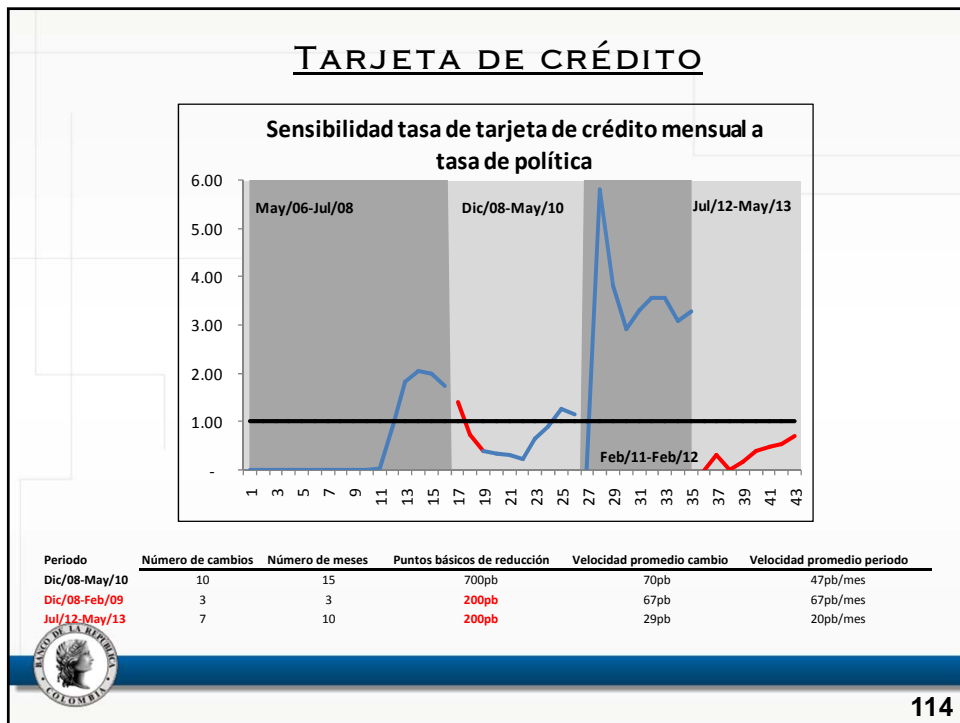 TARJETA DE CRÉDITO
Sensibilidad tasa de tarjeta de crédito mensual a
tasa de política
6.00
5.00
4.00
3.00
2.00
1.00
-
May/06-Jul/08
Dic/08-May/10
Jul/12-May/13
Feb/11-Feb/12
1 3 5 7 9 11 13 15 17 19 21 23 25 27 29 31 33 35 37 39 41 43
Periodo Número de cambios Número de meses Puntos básicos de reducción Velocidad promedio cambio Velocidad promedio periodo
Dic/08-May/10 10 15 700pb 70pb 47pb/mes
Dic/08-Feb/09 3 3 200pb 67pb 67pb/mes
Jul/12-May/13 7 10 200pb 29pb 20pb/mes
BANCO DE LA REPÚBLICA
COLOMBIA
114